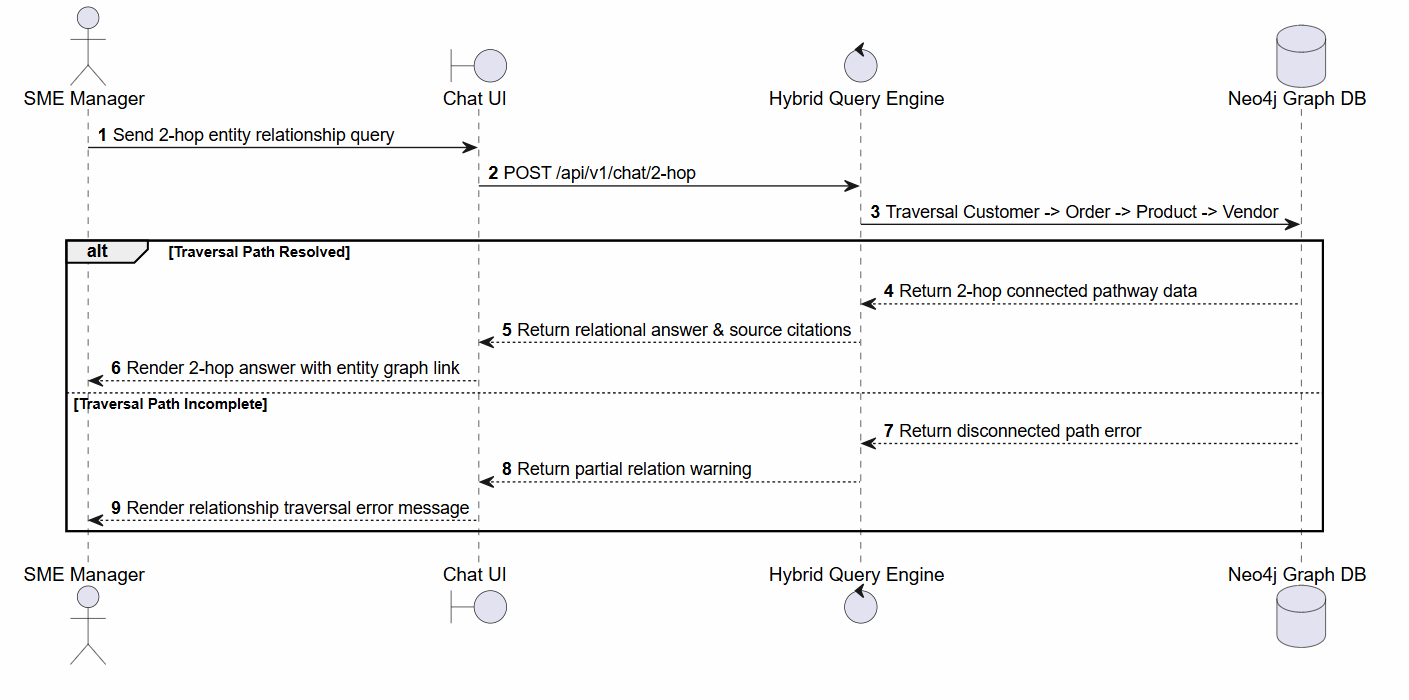 SME Manager
Chat UI
Hybrid Query Engine
Neo4j Graph DB
1 Send 2-hop entity relationship query
2 POST /api/v1/chat/2-hop
3 Traversal Customer -> Order -> Product -> Vendor
alt [Traversal Path Resolved]
4 Return 2-hop connected pathway data
5 Return relational answer & source citations
6 Render 2-hop answer with entity graph link
[Traversal Path Incomplete]
7 Return disconnected path error
8 Return partial relation warning
9 Render relationship traversal error message
SME Manager
Chat UI
Hybrid Query Engine
Neo4j Graph DB